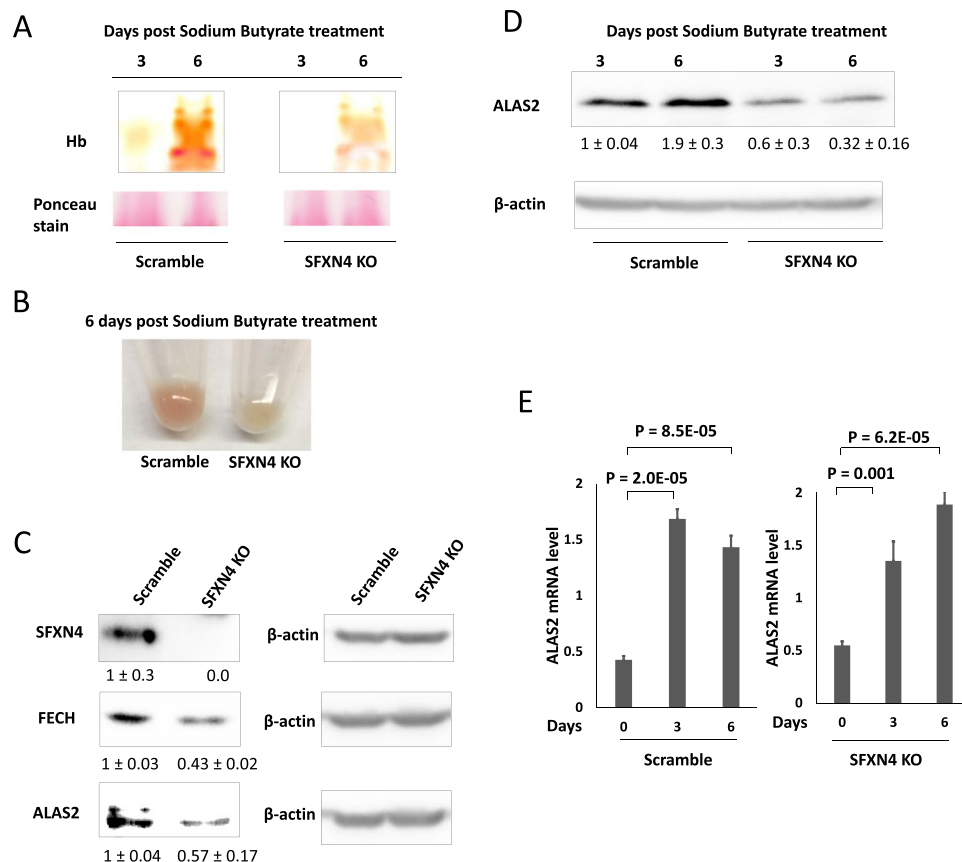 A
Days post Sodium Butyrate treatment
3 6 3 6
Hb
Ponceau
stain
Scramble SFXN4 KO
B
6 days post Sodium Butyrate treatment
Scramble SFXN4 KO
C
Scramble SFXN4 KO Scramble SFXN4 KO
SFXN4 β-actin
1 ± 0.3 0.0
FECH β-actin
1 ± 0.03 0.43 ± 0.02
ALAS2 β-actin
1 ± 0.04 0.57 ± 0.17
D
Days post Sodium Butyrate treatment
3 6 3 6
ALAS2
1 ± 0.04 1.9 ± 0.3 0.6 ± 0.3 0.32 ± 0.16
β-actin
Scramble SFXN4 KO
E
P = 8.5E-05
P = 2.0E-05
ALAS2 mRNA level
2
1.5
1
0.5
0
Days 0 3 6
Scramble
P = 6.2E-05
P = 0.001
ALAS2 mRNA level
2
1.5
1
0.5
0
0 3 6
SFXN4 KO